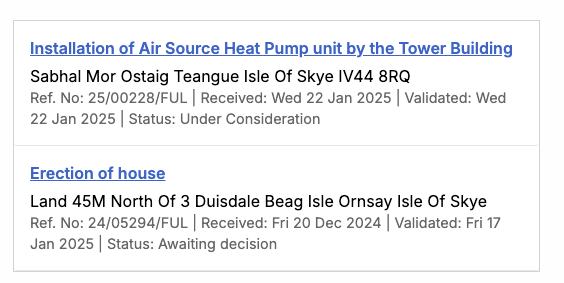 Installation of Air Source Heat Pump unit by the Tower Building
Sabhal Mor Ostaig Teangue Isle Of Skye IV44 8RQ
Ref. No: 25/00228/FUL | Received: Wed 22 Jan 2025 | Validated: Wed
22 Jan 2025 | Status: Under Consideration
Erection of house
Land 45M North Of 3 Duisdale Beag Isle Ornsay Isle Of Skye
Ref. No: 24/05294/FUL | Received: Fri 20 Dec 2024 | Validated: Fri 17
Jan 2025 | Status: Awaiting decision